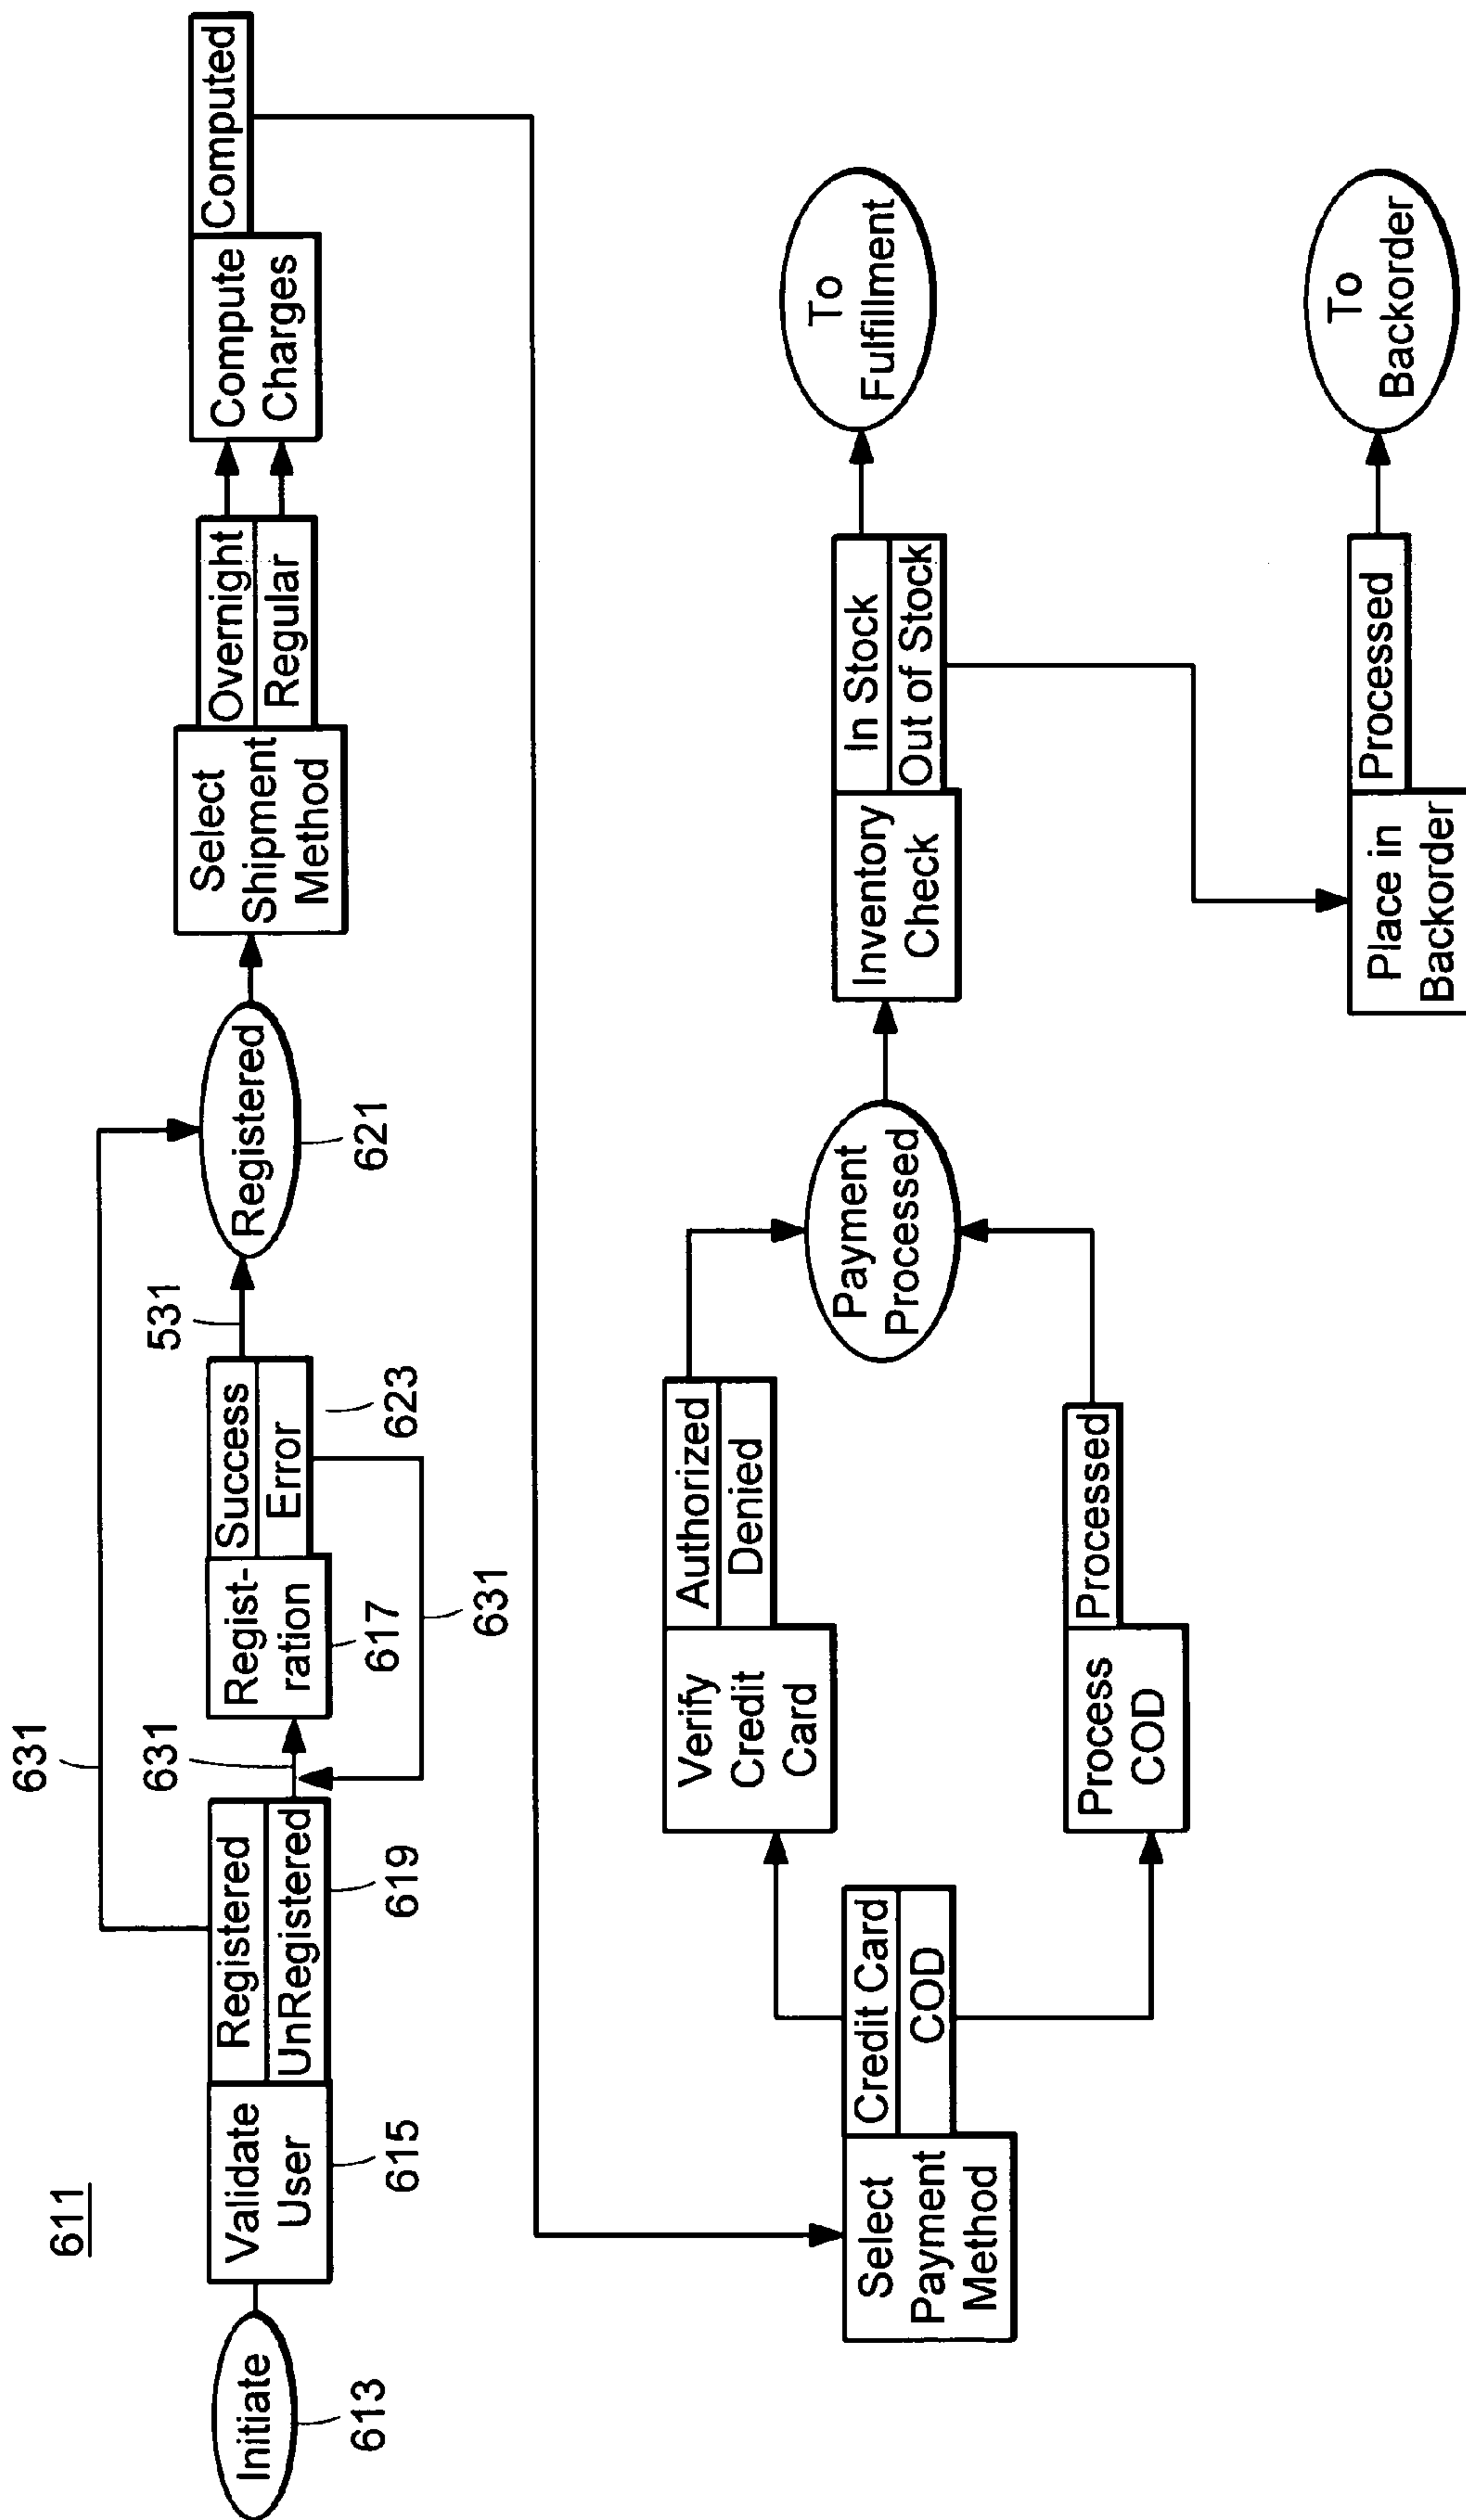 611
631
631
531
Initiate
613
Validate
User
615
Registered
UnRegistered
619
Regist-
ration
617
Success
Error
623
631
Registered
621
Select
Shipment
Method
Overnight
Regular
Compute
Charges
Computed
Select
Payment
Method
Credit Card
COD
Verify
Credit
Card
Authorized
Denied
Process
COD
Processed
Payment
Processed
Inventory
Check
In Stock
Out of Stock
To
Fulfillment
Place in
Backorder
Processed
To
Backorder